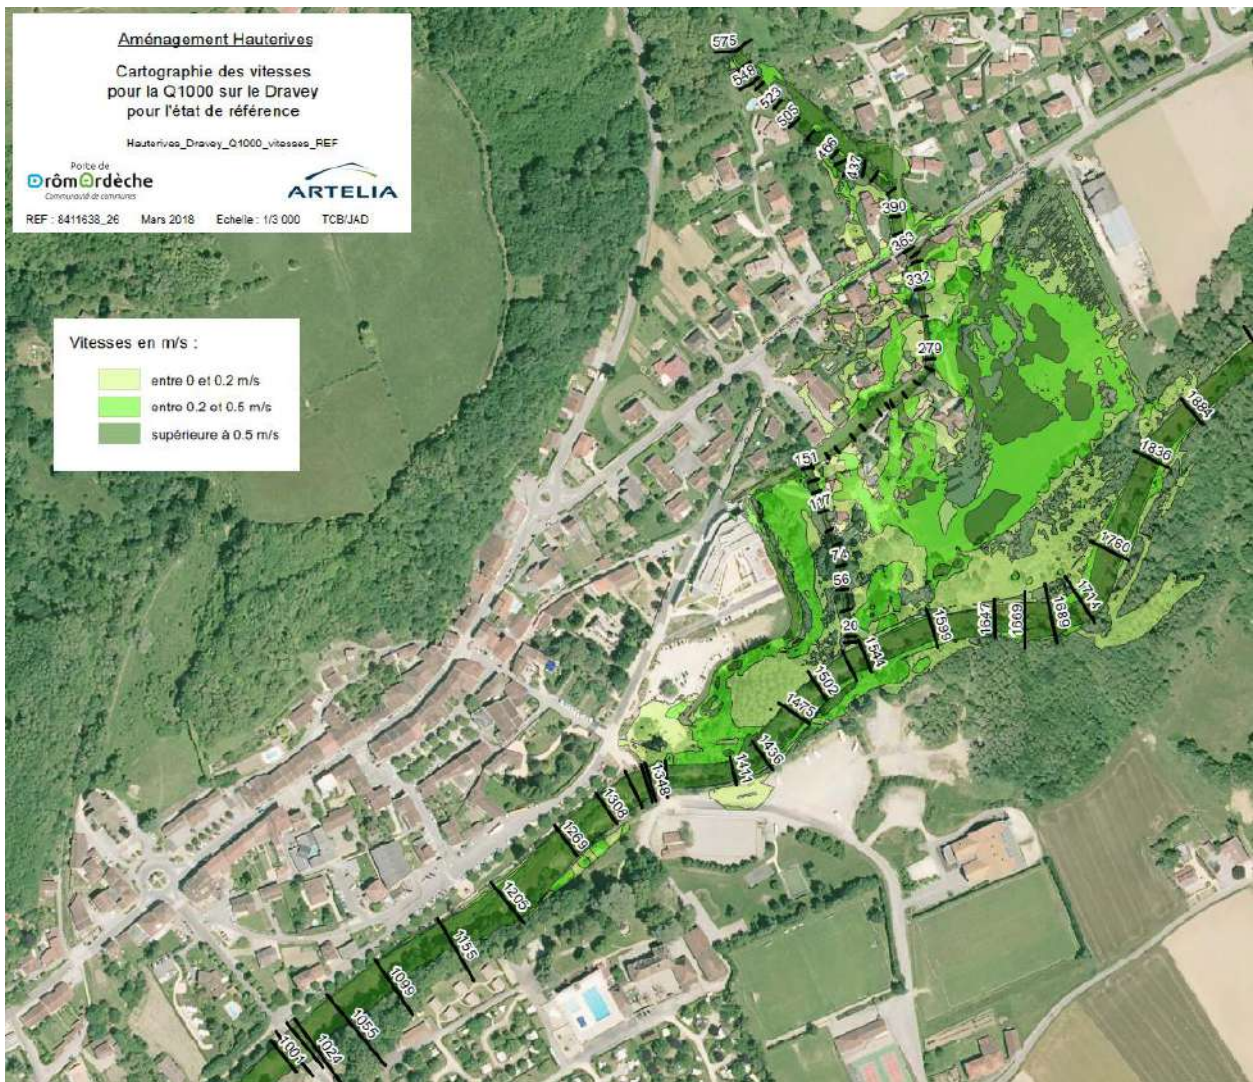 Aménagement Hauterives
Cartographie des vitesses
pour la Q1000 sur le Dravey
pour l'état de référence
Hauterives_Dravey_Q1000_vitesses_REF
Porte de
DrômArdèche
Communauté de communes
ARTELIA
REF : 8411638_26 Mars 2018 Echelle : 1/3 000 TCB/JAD
Vitesses en m/s :
entre 0 et 0.2 m/s
entre 0.2 et 0.5 m/s
supérieure à 0.5 m/s
575
548
523
505
466
437
390
363
332
279
151
117
74
56
20
1884
1836
1760
1714
1689
1669
1647
1599
1544
1502
1475
1436
1411
1348
1308
1269
1205
1155
1099
1055
1024
1001